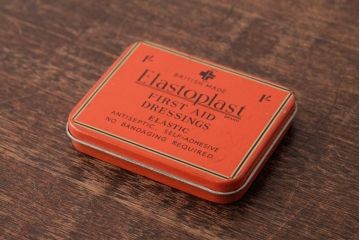 BRITISH MADE
1/- 1/-
Elastoplast
FIRST AID
DRESSINGS
ELASTIC
ANTISEPTIC. SELF-ADHESIVE
NO BANDAGING REQUIRED.